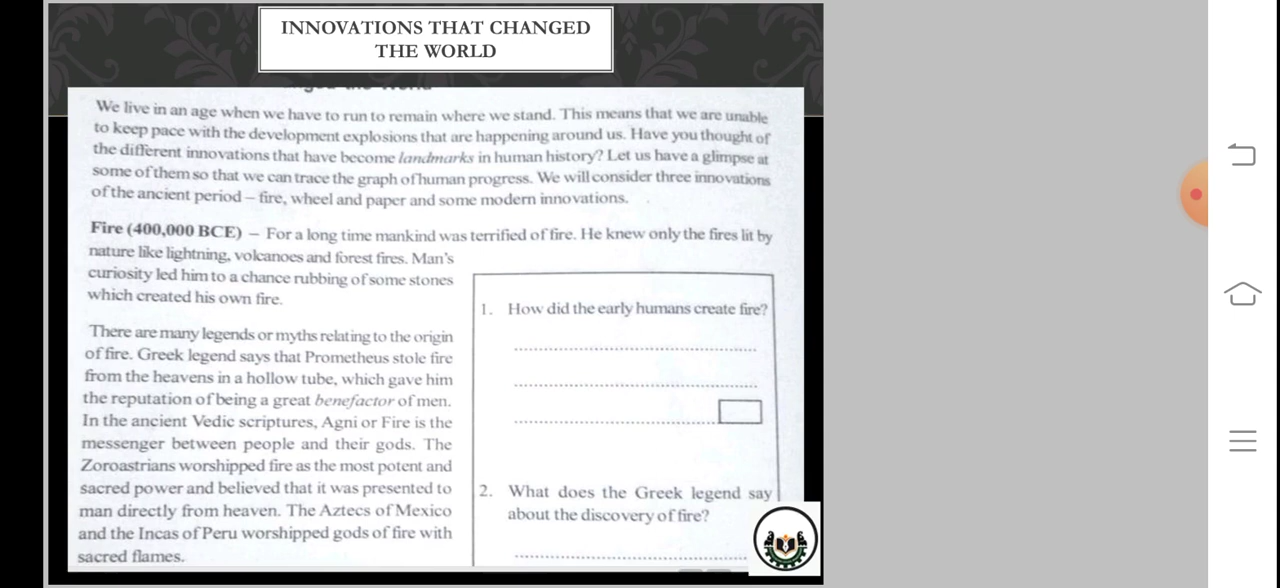 INNOVATIONS THAT CHANGED
THE WORLD
We live in an age when we have to run to remain where we stand. This means that we are unable
to keep pace with the development explosions that are happening around us. Have you thought of
the different innovations that have become landmarks in human history? Let us have a glimpse at
some of them so that we can trace the graph of human progress. We will consider three innovations
of the ancient period – fire, wheel and paper and some modern innovations.
Fire (400,000 BCE) – For a long time mankind was terrified of fire. He knew only the fires lit by
nature like lightning, volcanoes and forest fires. Man's
curiosity led him to a chance rubbing of some stones
which created his own fire.
There are many legends or myths relating to the origin
of fire. Greek legend says that Prometheus stole fire
from the heavens in a hollow tube, which gave him
the reputation of being a great benefactor of men.
In the ancient Vedic scriptures, Agni or Fire is the
messenger between people and their gods. The
Zoroastrians worshipped fire as the most potent and
sacred power and believed that it was presented to
man directly from heaven. The Aztecs of Mexico
and the Incas of Peru worshipped gods of fire with
sacred flames.
1. How did the early humans create fire?
2. What does the Greek legend say
about the discovery of fire?